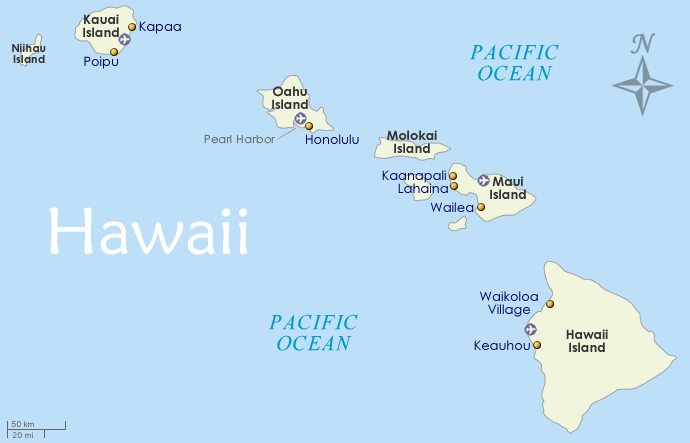 Kauai
Island
Kapaa
Niihau
Island
Poipu
PACIFIC
OCEAN
N
Oahu
Island
Pearl Harbor
Honolulu
Molokai
Island
Kaanapali
Lahaina
Maui
Island
Wailea
Hawaii
Waikoloa
Village
PACIFIC
OCEAN
Hawaii
Island
Keauhou
50 km
20 mi